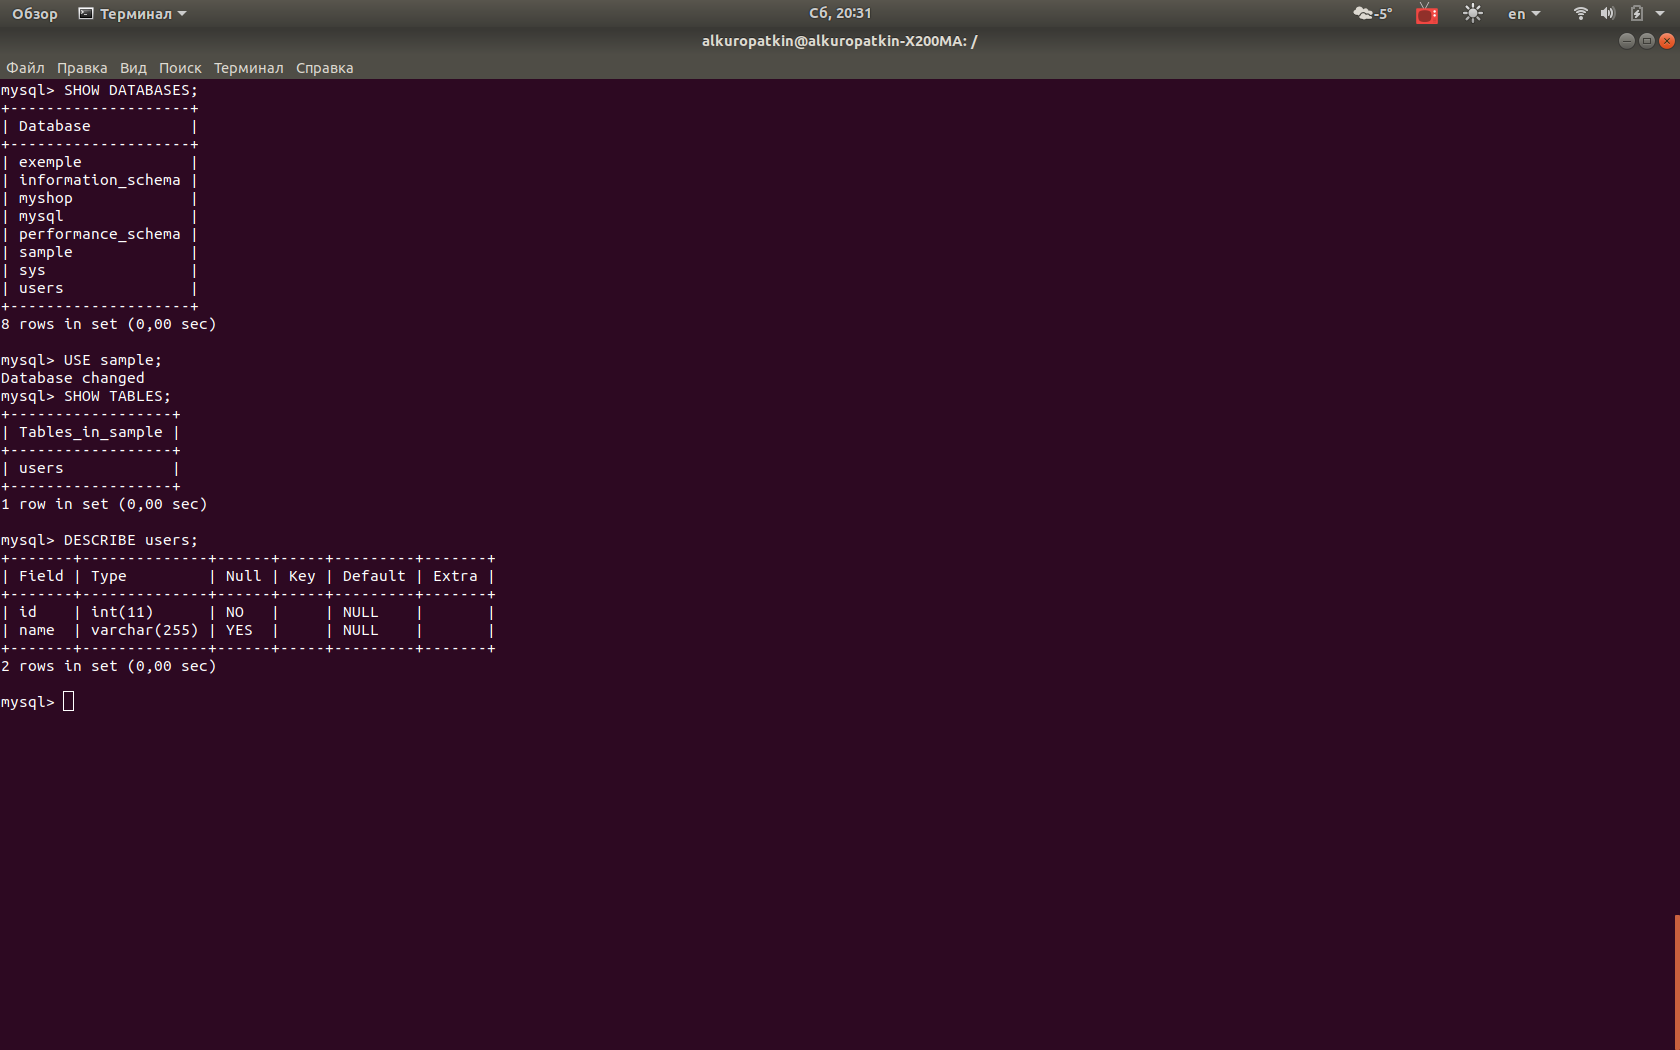 Обзор Терминал Сб, 20:31 -5° en
alkuropatkin@alkuropatkin-X200MA: /
Файл Правка Вид Поиск Терминал Справка
mysql> SHOW DATABASES;
+--------------------+
| Database           |
+--------------------+
| exemple            |
| information_schema |
| myshop             |
| mysql              |
| performance_schema |
| sample             |
| sys                |
| users              |
+--------------------+
8 rows in set (0,00 sec)

mysql> USE sample;
Database changed
mysql> SHOW TABLES;
+------------------+
| Tables_in_sample |
+------------------+
| users            |
+------------------+
1 row in set (0,00 sec)

mysql> DESCRIBE users;
+-------+--------------+------+-----+---------+-------+
| Field | Type         | Null | Key | Default | Extra |
+-------+--------------+------+-----+---------+-------+
| id    | int(11)      | NO   |     | NULL    |       |
| name  | varchar(255) | YES  |     | NULL    |       |
+-------+--------------+------+-----+---------+-------+
2 rows in set (0,00 sec)

mysql>